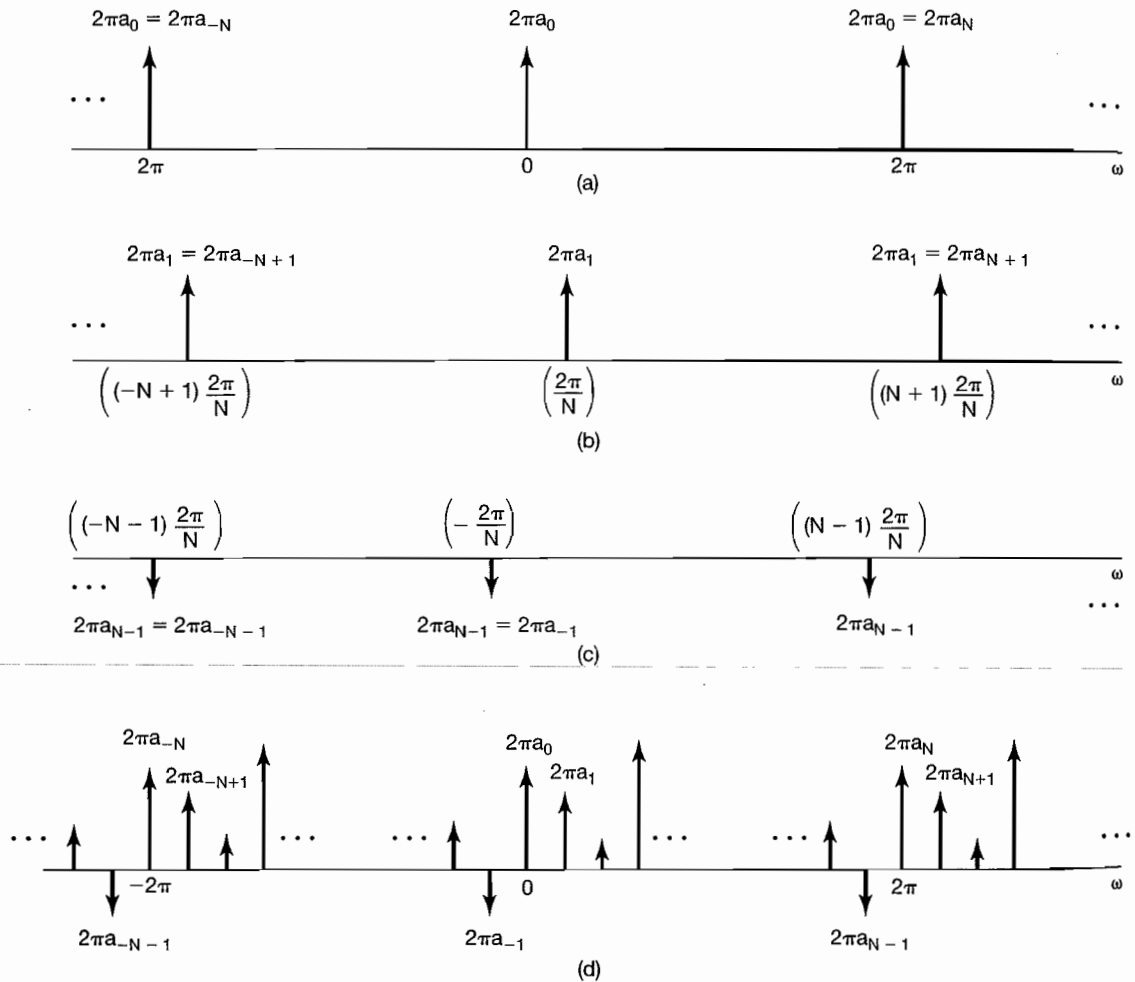 2πa₀ = 2πa₋N 2πa₀ 2πa₀ = 2πaN
... ...
2π 0 2π ω
(a)
2πa₁ = 2πa₋N + 1 2πa₁ 2πa₁ = 2πaN + 1
... ...
((-N + 1) 2π/N) (2π/N) ((N + 1) 2π/N) ω
(b)
((-N - 1) 2π/N) (- 2π/N) ((N - 1) 2π/N)
ω
... ...
2πaN-1 = 2πa-N-1 2πaN-1 = 2πa-1 2πaN-1
(c)
2πa-N 2πa₀ 2πaN
2πa-N+1 2πa₁ 2πaN+1
... ... ... ... ... ...
-2π 0 2π ω
2πa-N-1 2πa-1 2πaN-1
(d)